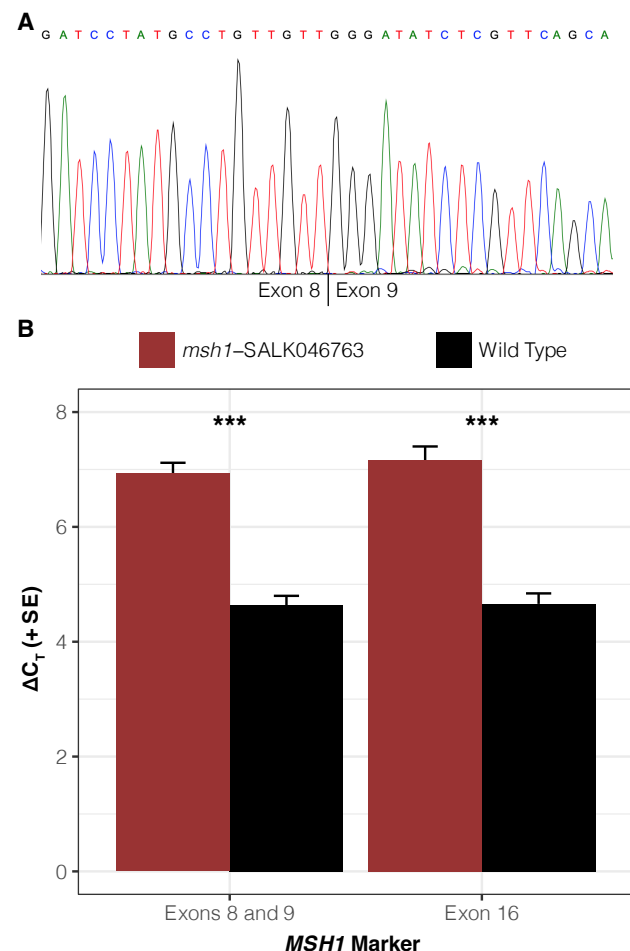 A
G A T C C T A T G C C T G T T G T T G G G A T A T C T C G T T C A G C A
Exon 8 Exon 9
B
msh1–SALK046763 Wild Type
8
*** ***
6
4
2
0
ΔCT (+ SE)
Exons 8 and 9 Exon 16
MSH1 Marker